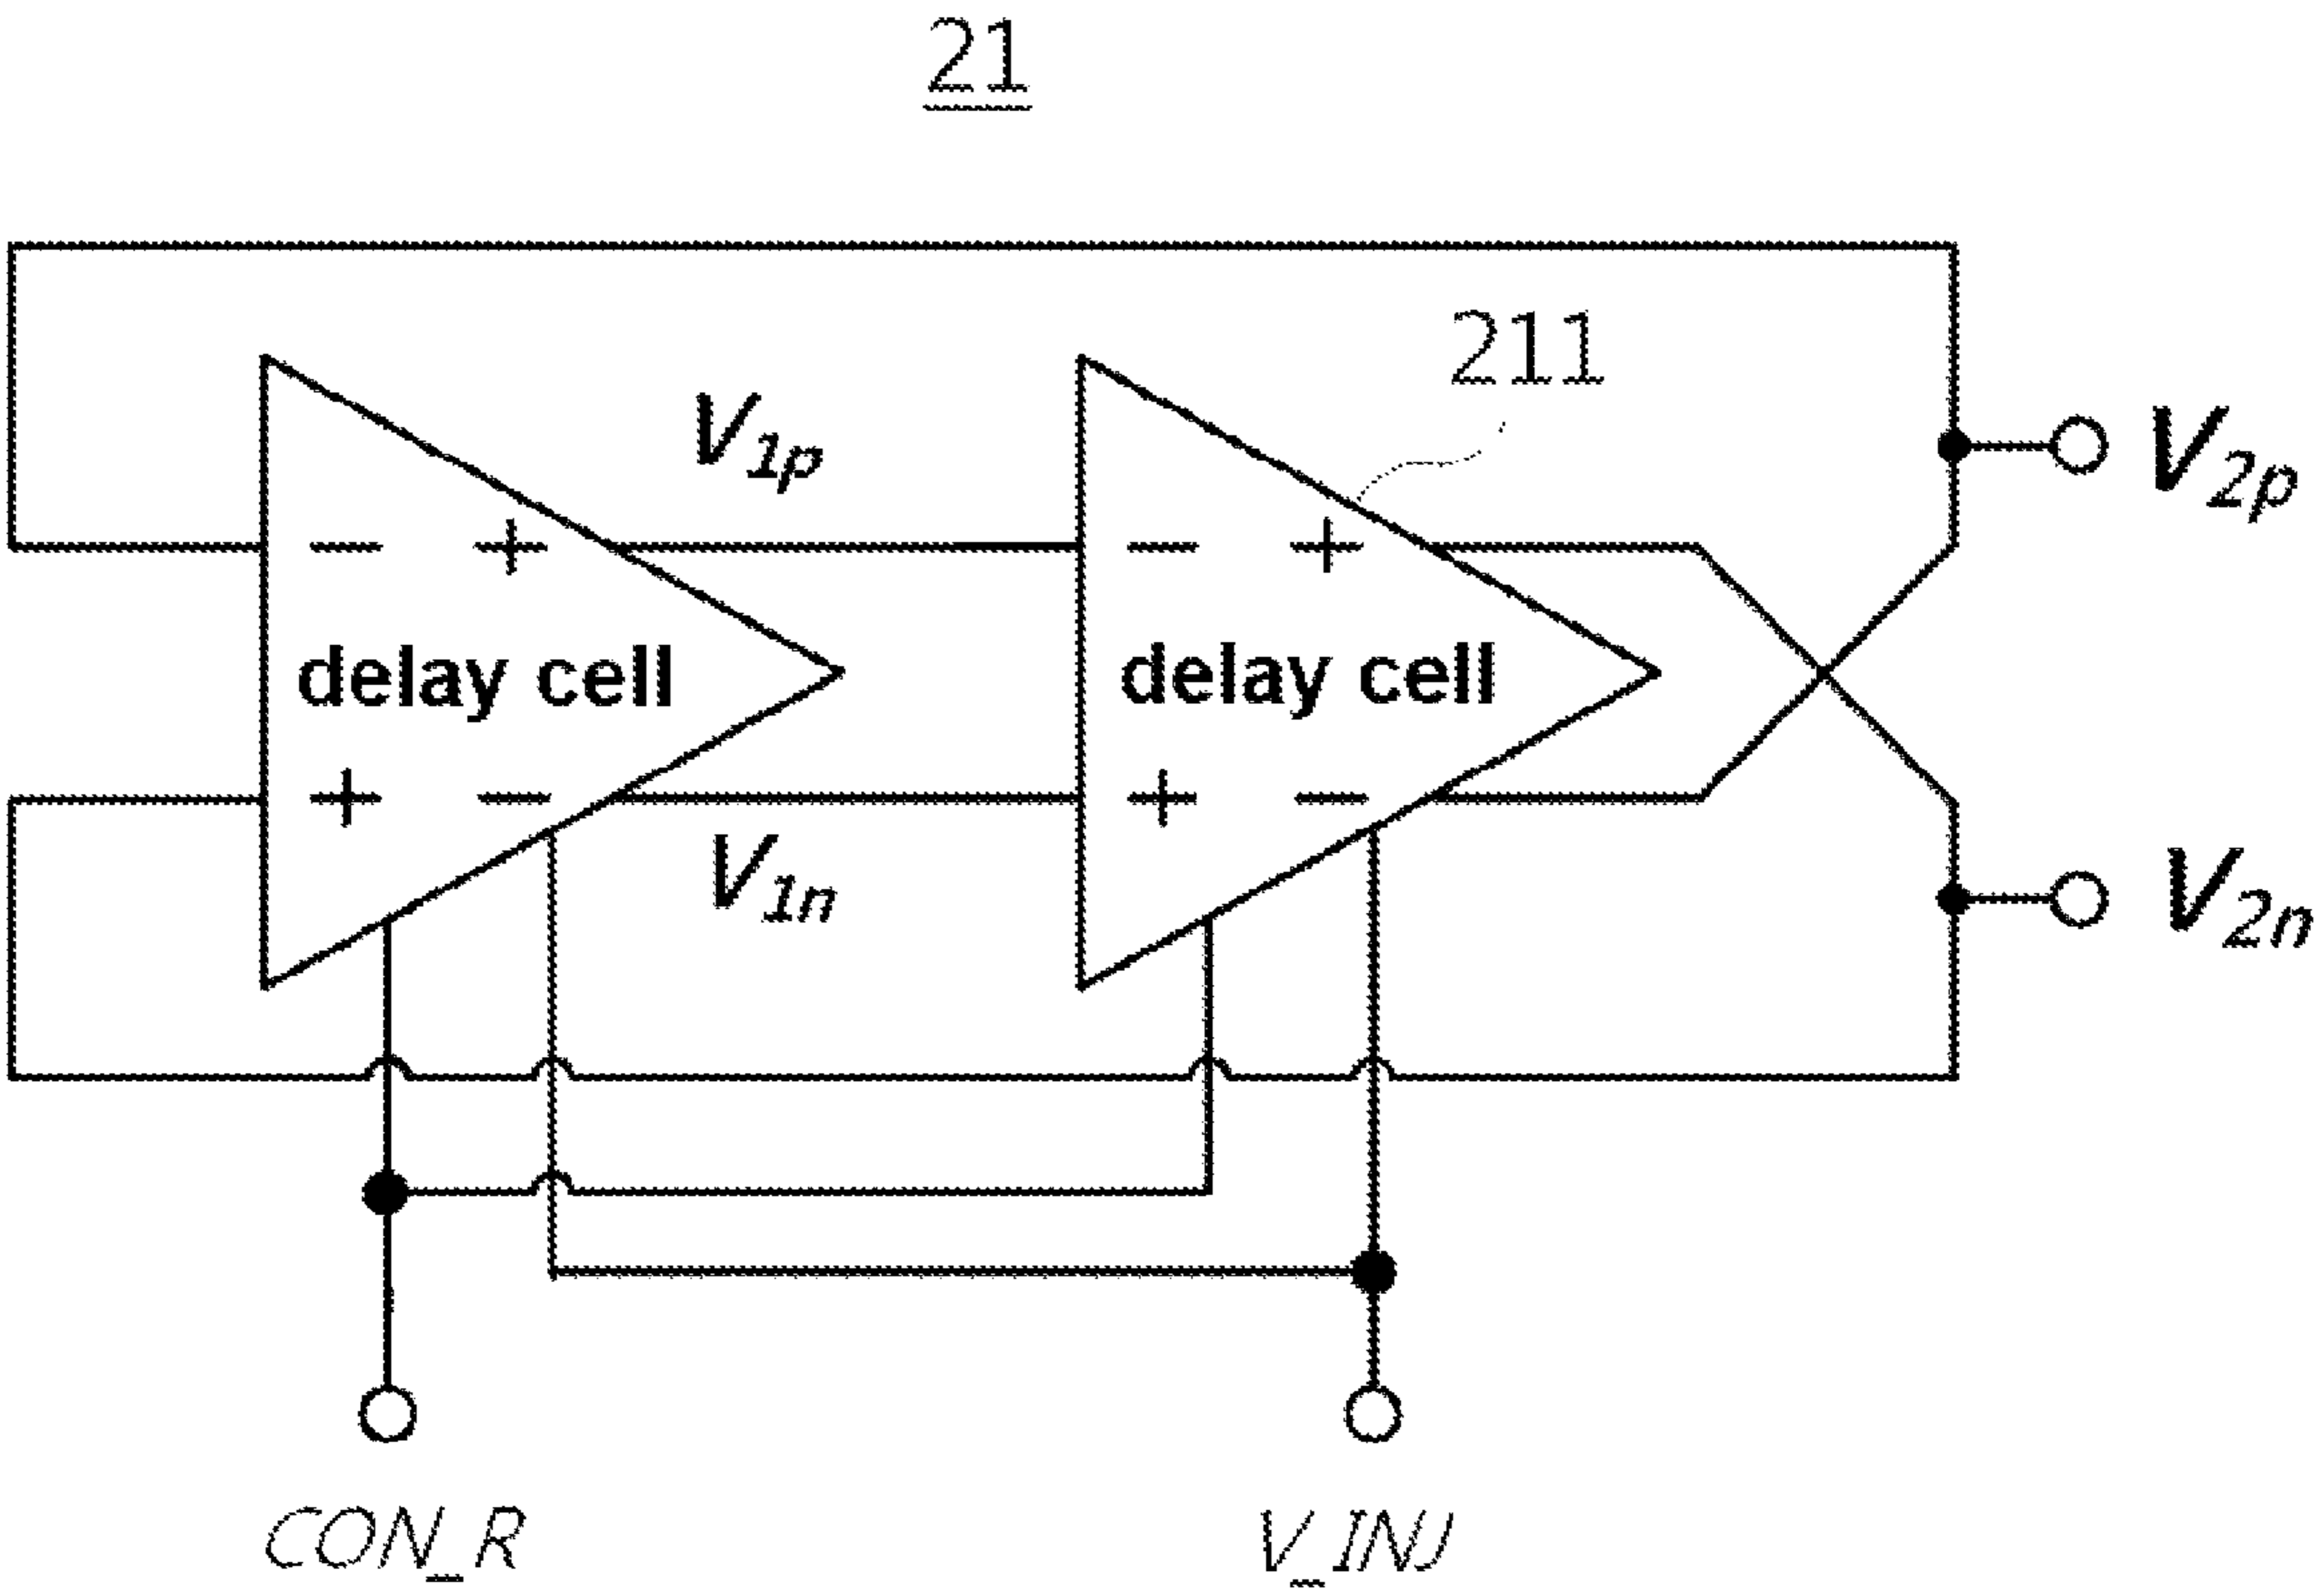 21
211
V1p
V2p
− +
− +
delay cell
delay cell
+ −
+ −
V1n
V2n
CON_R
V_INJ